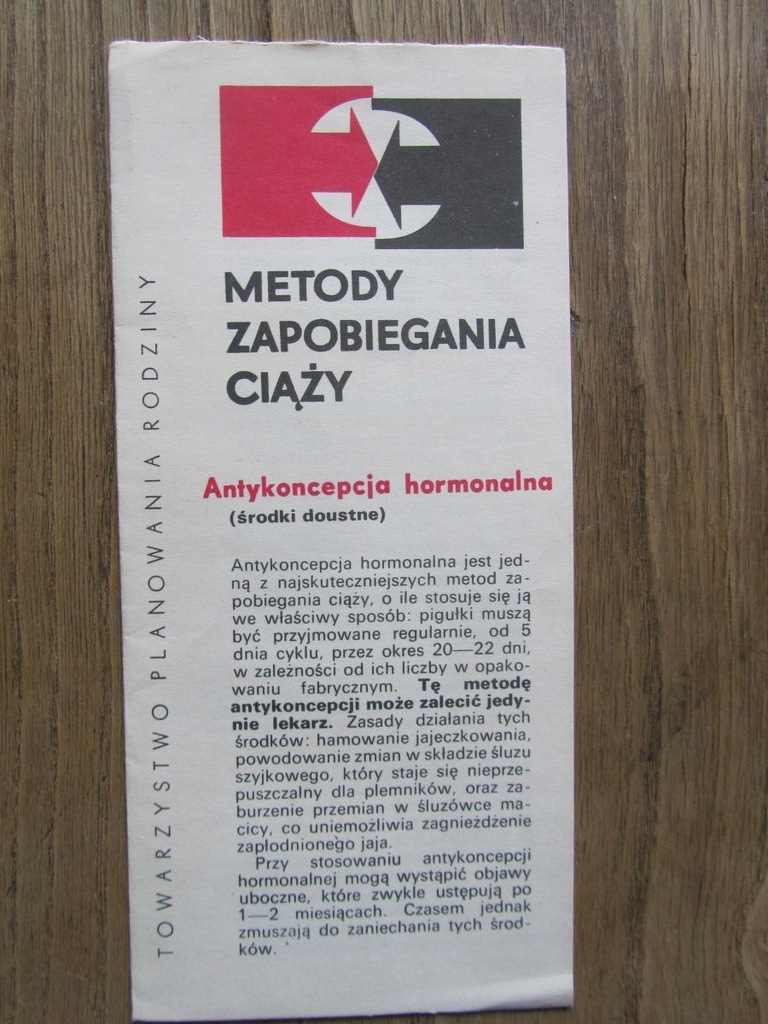 METODY
ZAPOBIEGANIA
CIĄŻY
TOWARZYSTWO PLANOWANIA RODZINY
Antykoncepcja hormonalna
(środki doustne)
Antykoncepcja hormonalna jest jed-
ną z najskuteczniejszych metod za-
pobiegania ciąży, o ile stosuje się ją
we właściwy sposób: pigułki muszą
być przyjmowane regularnie, od 5
dnia cyklu, przez okres 20—22 dni,
w zależności od ich liczby w opako-
waniu fabrycznym. Tę metodę
antykoncepcji może zalecić jedy-
nie lekarz. Zasady działania tych
środków: hamowanie jajeczkowania,
powodowanie zmian w składzie śluzu
szyjkowego, który staje się nieprze-
puszczalny dla plemników, oraz za-
burzenie przemian w śluzówce ma-
cicy, co uniemożliwia zagnieżdżenie
zapłodnionego jaja.
Przy stosowaniu antykoncepcji
hormonalnej mogą wystąpić objawy
uboczne, które zwykle ustępują po
1—2 miesiącach. Czasem jednak
zmuszają do zaniechania tych środ-
ków.